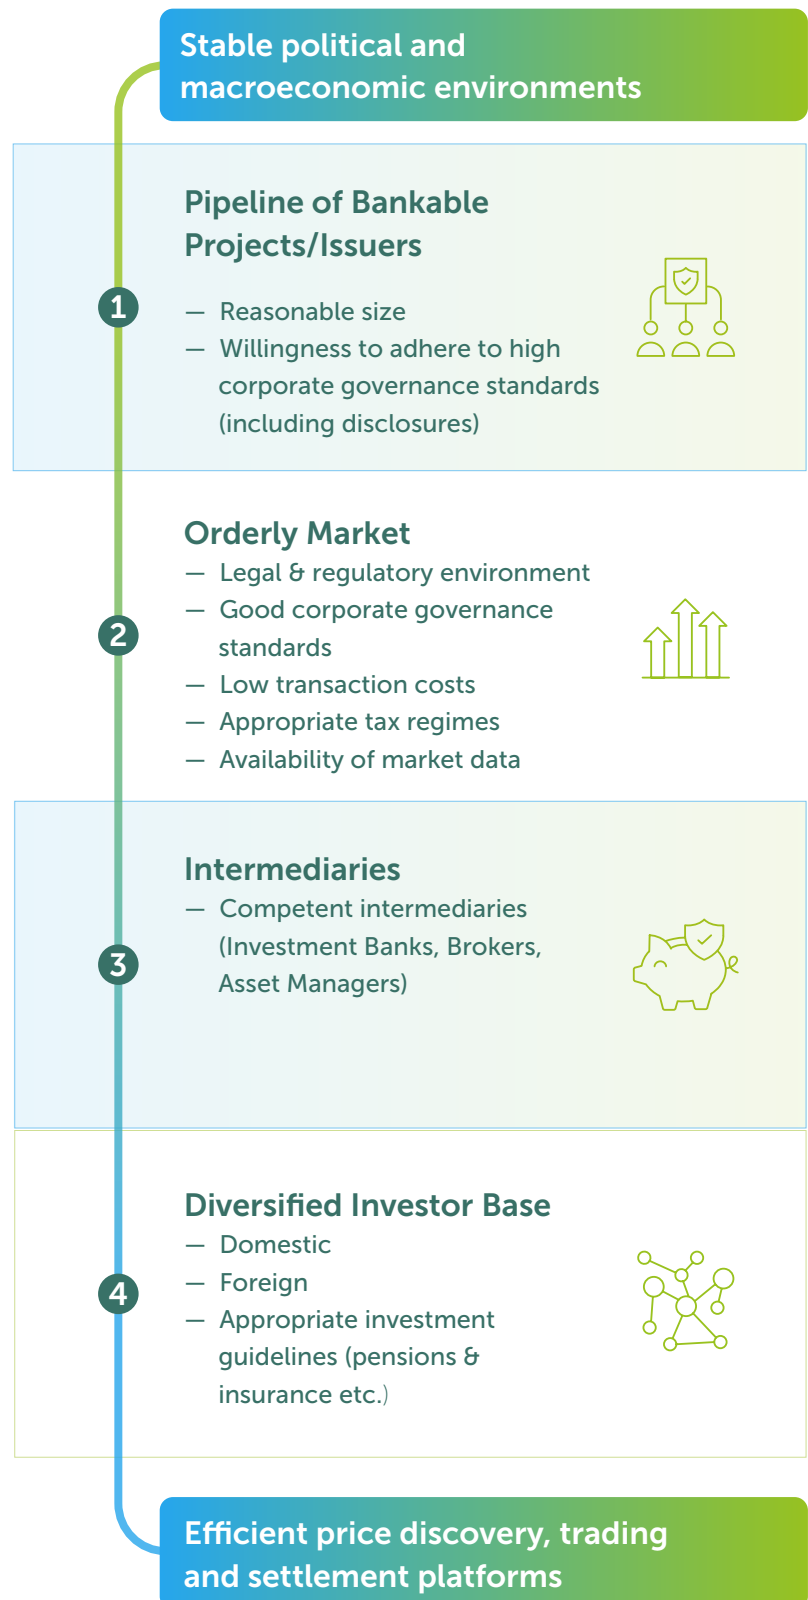 Stable political and
macroeconomic environments
Pipeline of Bankable
Projects/Issuers
1
— Reasonable size
— Willingness to adhere to high
corporate governance standards
(including disclosures)
Orderly Market
— Legal & regulatory environment
— Good corporate governance
standards
2
— Low transaction costs
— Appropriate tax regimes
— Availability of market data
Intermediaries
— Competent intermediaries
(Investment Banks, Brokers,
Asset Managers)
3
Diversified Investor Base
— Domestic
— Foreign
4
— Appropriate investment
guidelines (pensions &
insurance etc.)
Efficient price discovery, trading
and settlement platforms